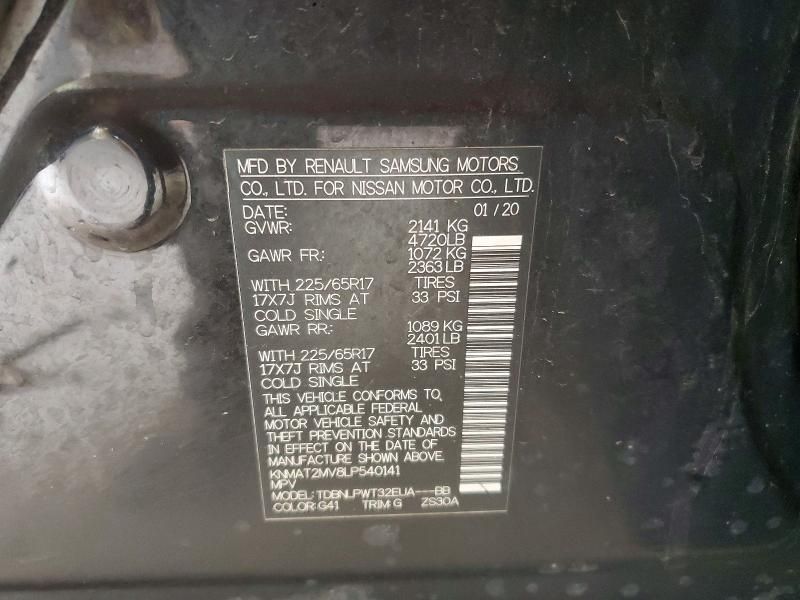 MFD BY RENAULT SAMSUNG MOTORS
CO., LTD. FOR NISSAN MOTOR CO., LTD.
DATE: 01 / 20
GVWR: 2141 KG
4720LB
GAWR FR.: 1072 KG
2363 LB
WITH 225/65R17 TIRES
17X7J RIMS AT 33 PSI
COLD SINGLE
GAWR RR.: 1089 KG
2401 LB
WITH 225/65R17 TIRES
17X7J RIMS AT 33 PSI
COLD SINGLE
THIS VEHICLE CONFORMS TO
ALL APPLICABLE FEDERAL
MOTOR VEHICLE SAFETY AND
THEFT PREVENTION STANDARDS
IN EFFECT ON THE DATE OF
MANUFACTURE SHOWN ABOVE.
KNMAT2MV8LP540141
MPV
MODEL: TDBNLPWT32EUA---BB
COLOR: G41 TRIM: G ZS30A